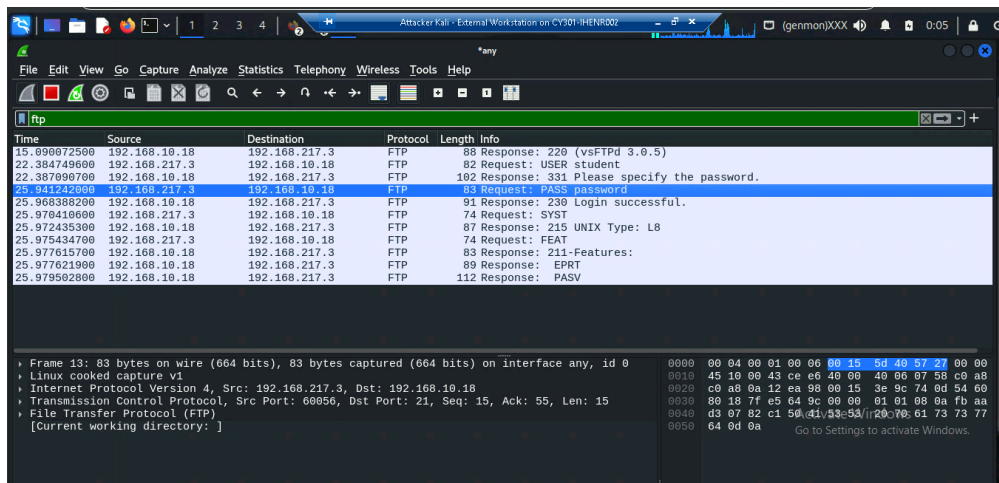 1 2 3 4 2 Attacker Kali - External Workstation on CY301-IHENR002 (genmon)XXX 0:05
*any
File Edit View Go Capture Analyze Statistics Telephony Wireless Tools Help
ftp
Time Source Destination Protocol Length Info
15.090072500 192.168.10.18 192.168.217.3 FTP 88 Response: 220 (vsFTPd 3.0.5)
22.384749600 192.168.217.3 192.168.10.18 FTP 82 Request: USER student
22.387090700 192.168.10.18 192.168.217.3 FTP 102 Response: 331 Please specify the password.
25.941242000 192.168.217.3 192.168.10.18 FTP 83 Request: PASS password
25.968388200 192.168.10.18 192.168.217.3 FTP 91 Response: 230 Login successful.
25.970410600 192.168.217.3 192.168.10.18 FTP 74 Request: SYST
25.972435300 192.168.10.18 192.168.217.3 FTP 87 Response: 215 UNIX Type: L8
25.975434700 192.168.217.3 192.168.10.18 FTP 74 Request: FEAT
25.977615700 192.168.10.18 192.168.217.3 FTP 83 Response: 211-Features:
25.977621900 192.168.10.18 192.168.217.3 FTP 89 Response: EPRT
25.979502800 192.168.10.18 192.168.217.3 FTP 112 Response: PASV
Frame 13: 83 bytes on wire (664 bits), 83 bytes captured (664 bits) on interface any, id 0
Linux cooked capture v1
Internet Protocol Version 4, Src: 192.168.217.3, Dst: 192.168.10.18
Transmission Control Protocol, Src Port: 60056, Dst Port: 21, Seq: 15, Ack: 55, Len: 15
File Transfer Protocol (FTP)
[Current working directory: ]
0000 00 04 00 01 00 06 00 15 5d 40 57 27 00 00
0010 45 10 00 43 ce e6 40 00 40 06 07 58 c0 a8
0020 c0 a8 0a 12 ea 98 00 15 3e 9c 74 0d 54 60
0030 80 18 7f e5 64 9c 00 00 01 01 08 0a fb aa
0040 d3 07 82 c1 50 41 53 53 20 70 61 73 73 77
0050 64 0d 0a
Activate Windows
Go to Settings to activate Windows.